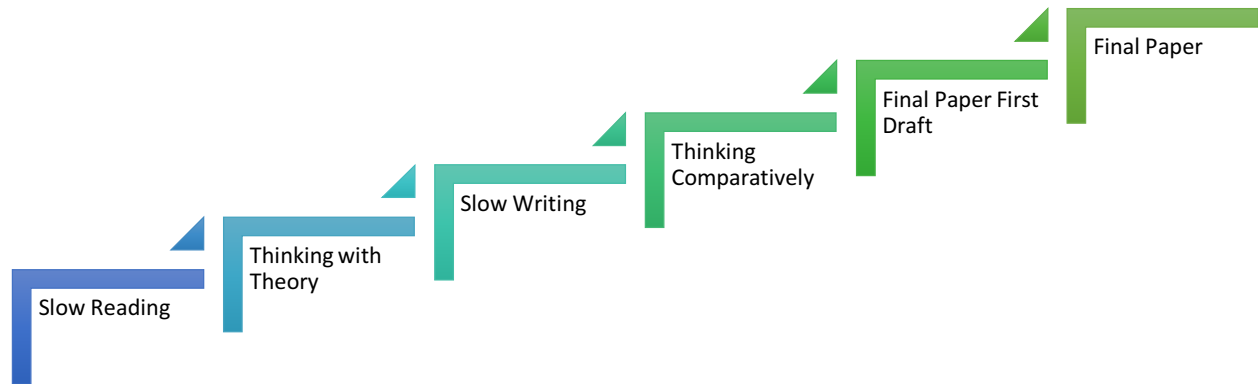 Slow Reading
Thinking with
Theory
Slow Writing
Thinking
Comparatively
Final Paper First
Draft
Final Paper